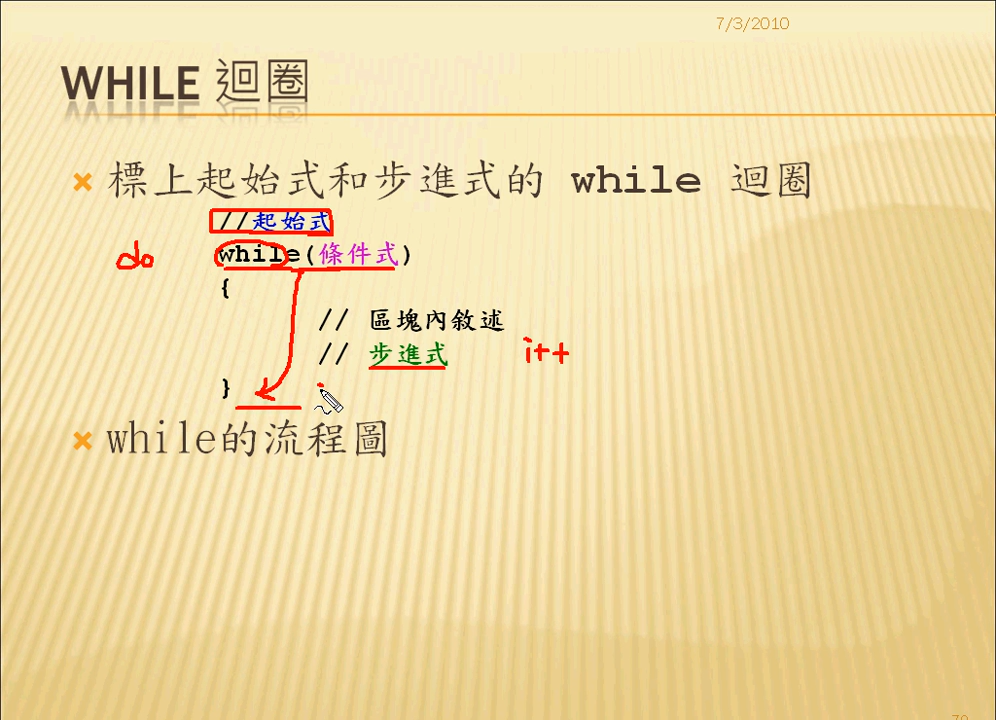 7/3/2010
WHILE 迴圈
標上起始式和步進式的 while 迴圈
//起始式
do while(條件式)
{
// 區塊內敘述
// 步進式 i++
}
while的流程圖